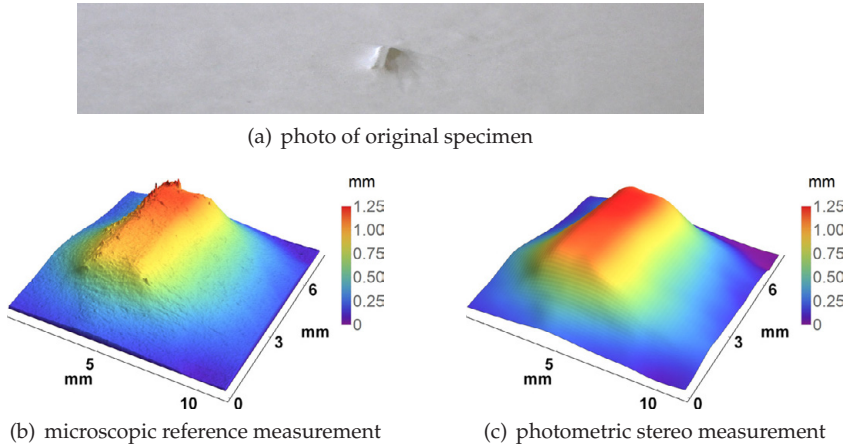 (a) photo of original specimen
mm
1.25
1.00
0.75
0.50
0.25
0
6
3
mm
5
mm
10
0
(b) microscopic reference measurement
mm
1.25
1.00
0.75
0.50
0.25
0
6
3
mm
5
mm
10
0
(c) photometric stereo measurement